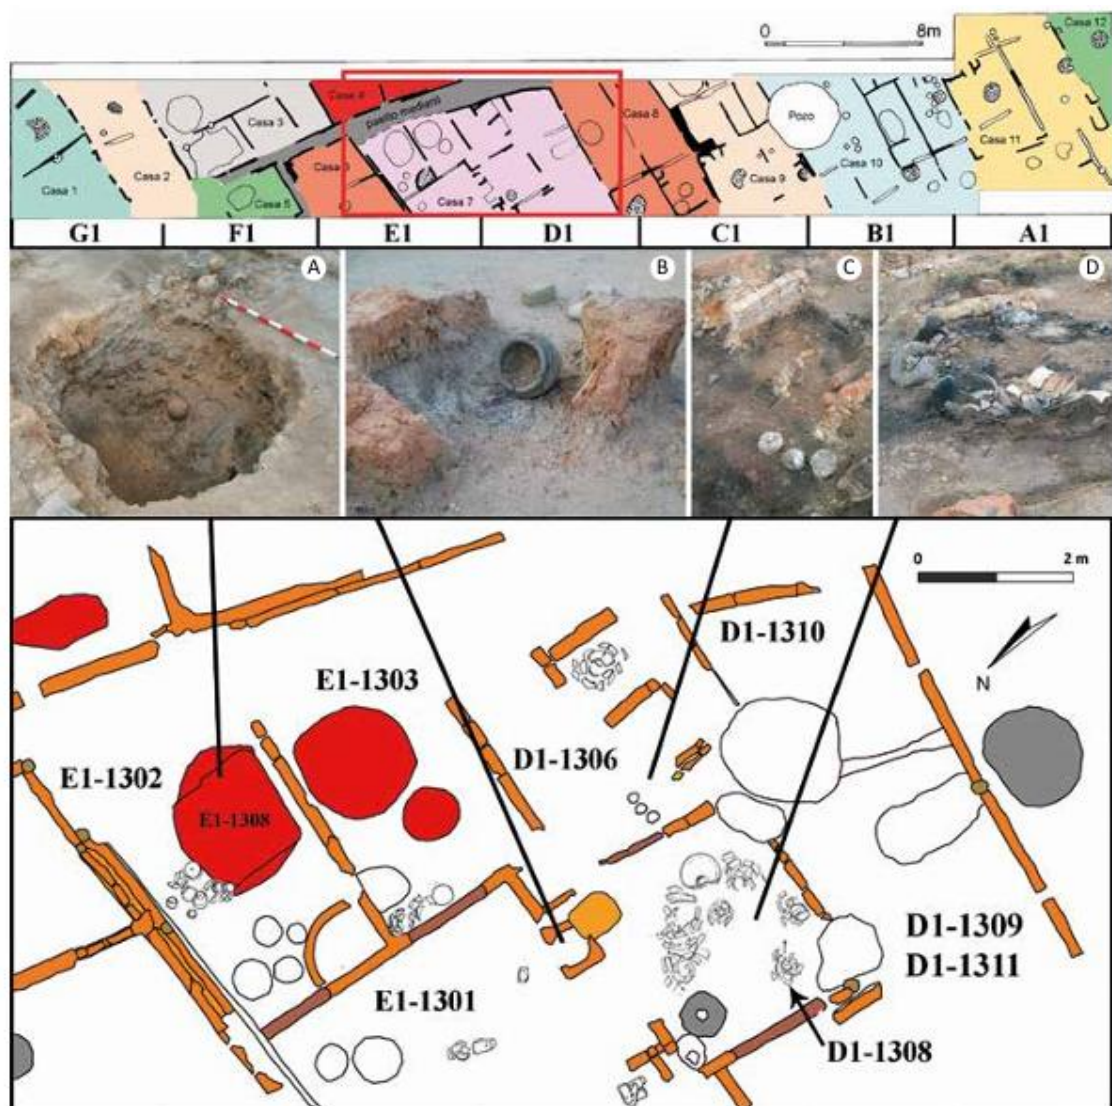 0 8m
Casa 12
Casa 4
pasillo medianil
Casa 3
Casa 8
Pozo
Casa 11
Casa 1
Casa 2
Casa 5
Casa 7
Casa 9
Casa 10
G1 F1 E1 D1 C1 B1 A1
A B C D
0 2 m
D1-1310
N
E1-1303
D1-1306
E1-1302
E1-1308
D1-1309
D1-1311
E1-1301
D1-1308